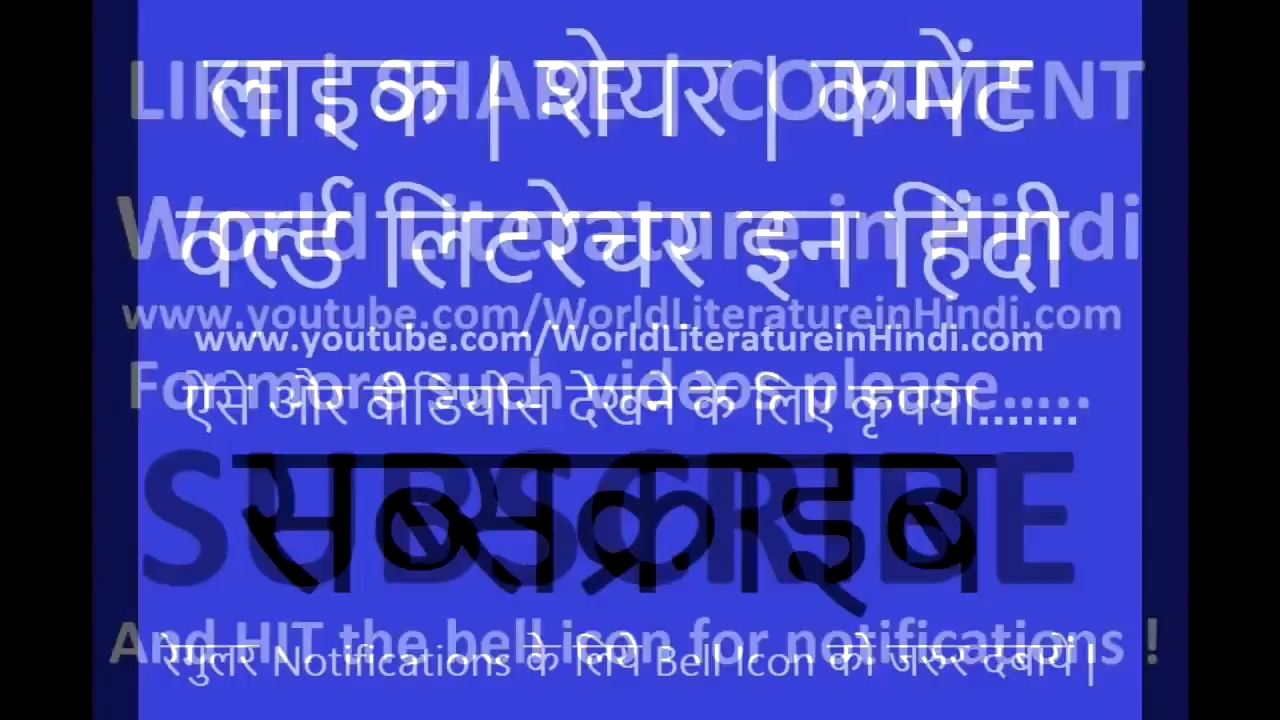 LIKE | SHARE | COMMENT
लाइक | शेयर | कमेंट
World Literature in Hindi
वर्ल्ड लिटरेचर इन हिंदी
www.youtube.com/WorldLiteratureinHindi.com
www.youtube.com/WorldLiteratureinHindi.com
For more such videos please.....
ऐसे और वीडियोस देखने के लिए कृपया.......
SUBSCRIBE
सब्सक्राइब
And HIT the bell icon for notifications !
रेगुलर Notifications के लिये Bell Icon को जरूर दबायें |